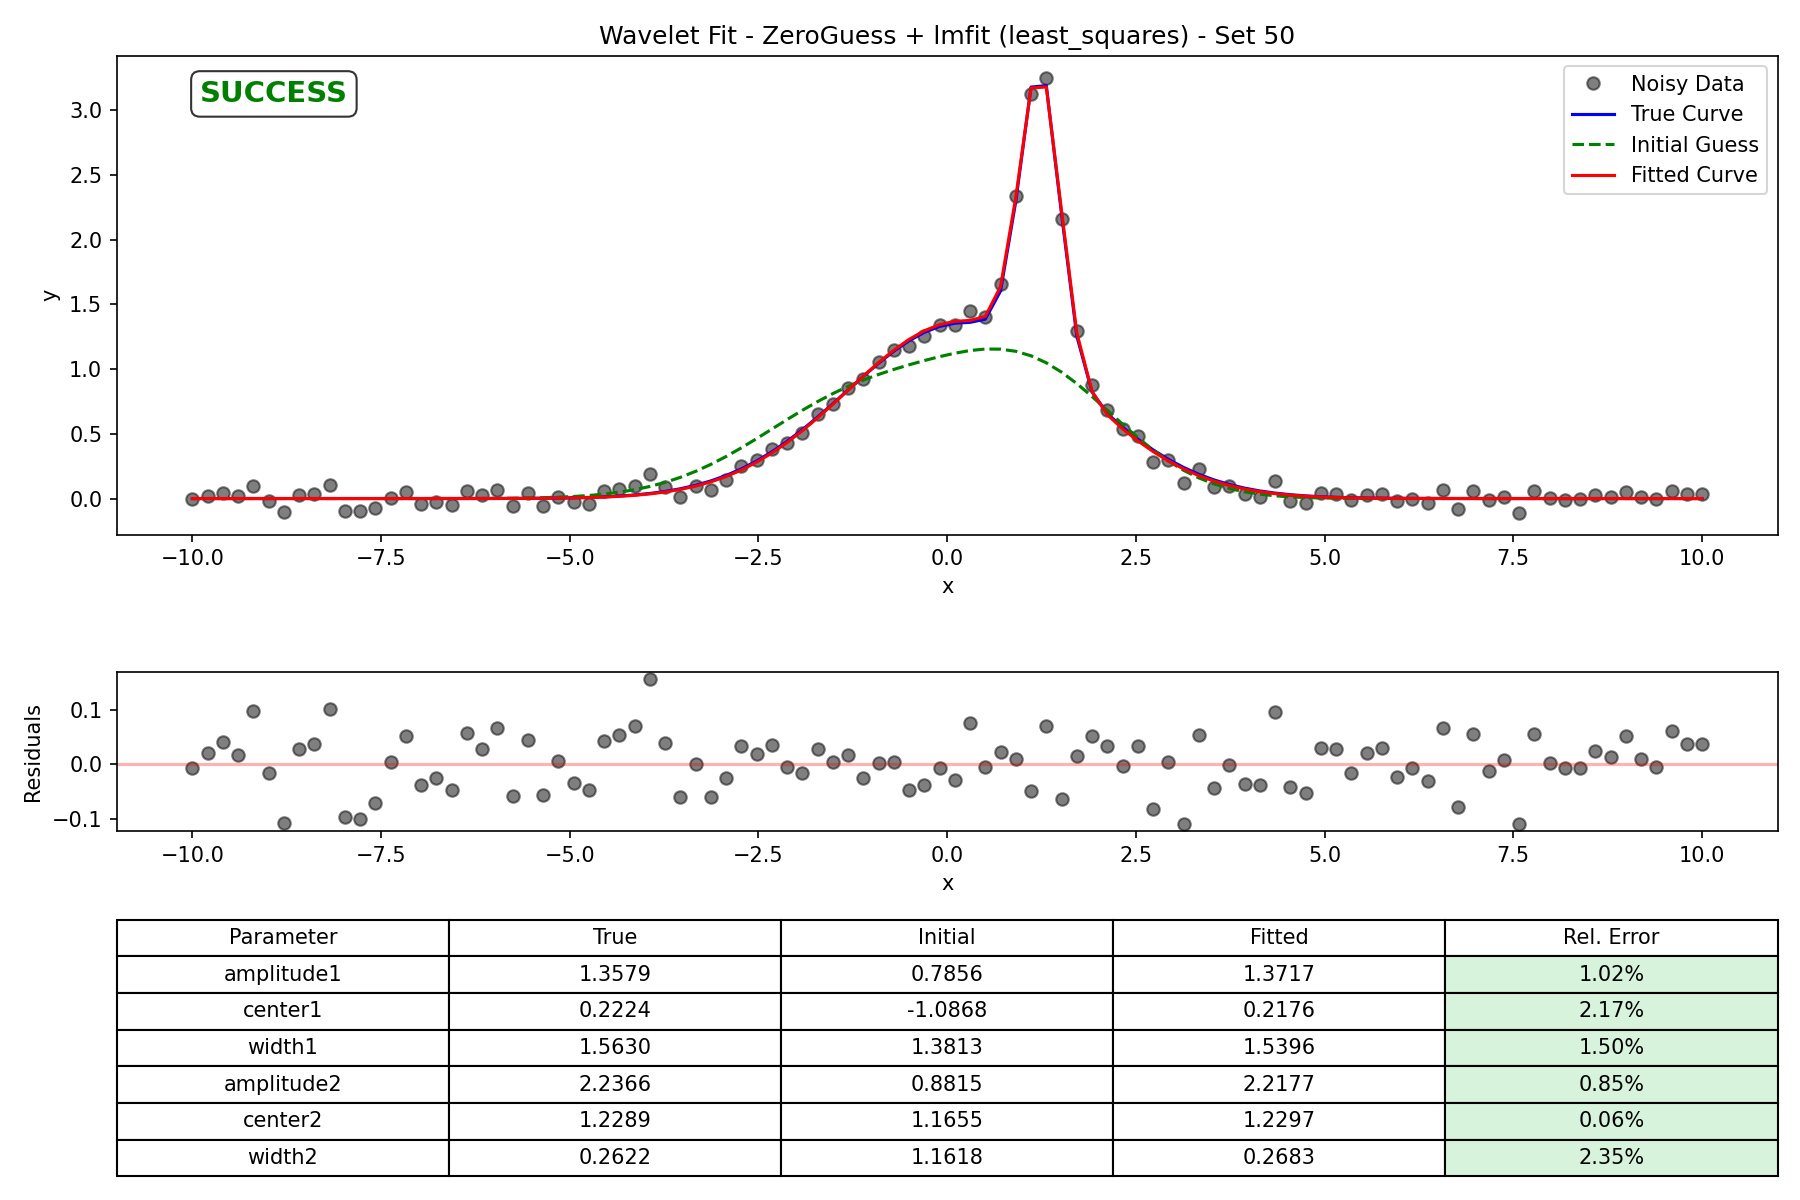 Wavelet Fit - ZeroGuess + lmfit (least_squares) - Set 50
SUCCESS
Noisy Data
True Curve
Initial Guess
Fitted Curve
y
3.0
2.5
2.0
1.5
1.0
0.5
0.0
−10.0 −7.5 −5.0 −2.5 0.0 2.5 5.0 7.5 10.0
x
Residuals
0.1
0.0
−0.1
−10.0 −7.5 −5.0 −2.5 0.0 2.5 5.0 7.5 10.0
x
Parameter True Initial Fitted Rel. Error
amplitude1 1.3579 0.7856 1.3717 1.02%
center1 0.2224 -1.0868 0.2176 2.17%
width1 1.5630 1.3813 1.5396 1.50%
amplitude2 2.2366 0.8815 2.2177 0.85%
center2 1.2289 1.1655 1.2297 0.06%
width2 0.2622 1.1618 0.2683 2.35%